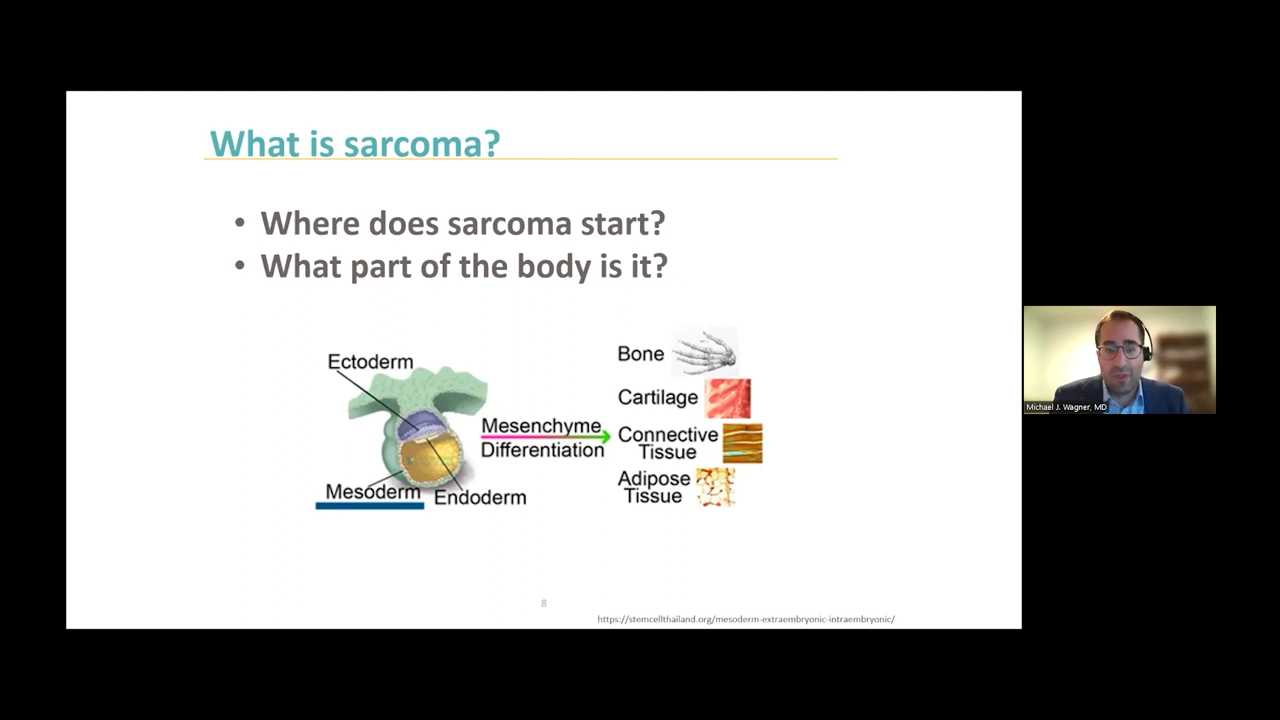 What is sarcoma?
• Where does sarcoma start?
• What part of the body is it?
Ectoderm
Mesoderm
Endoderm
Mesenchyme
Differentiation
Bone
Cartilage
Connective
Tissue
Adipose
Tissue
8
https://stemcellthailand.org/mesoderm-extraembryonic-intraembryonic/
Michael J. Wagner, MD